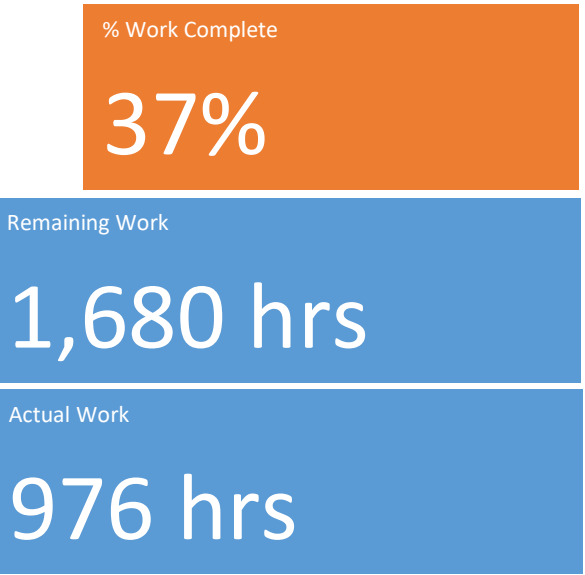 % Work Complete
37%
Remaining Work
1,680 hrs
Actual Work
976 hrs